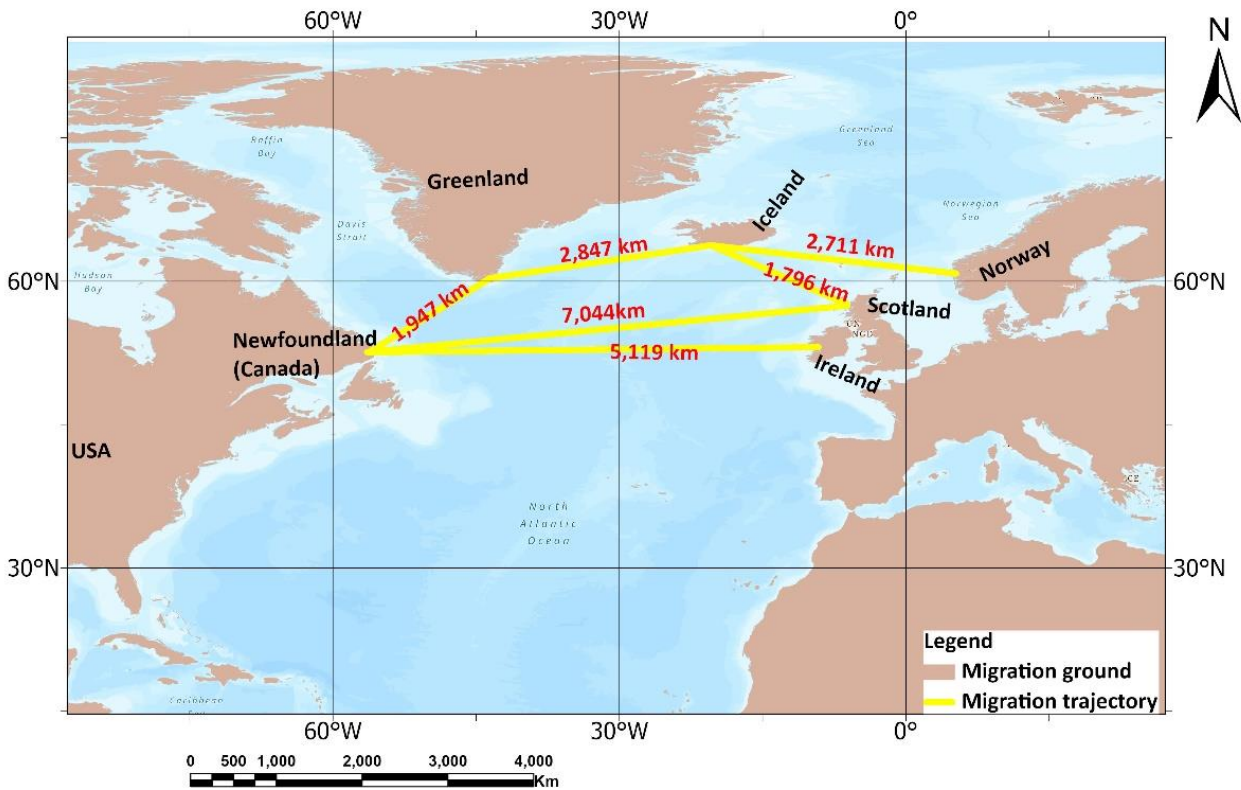 60°W
30°W
0°
N
Baffin
Bay
Greenland
Sea
Greenland
Iceland
Davis
Strait
Norwegian
Sea
2,847 km
2,711 km
Norway
Hudson
Bay
60°N
60°N
1,796 km
1,947 km
Scotland
7,044km
Newfoundland
(Canada)
5,119 km
Ireland
USA
North
Atlantic
Ocean
30°N
30°N
Legend
Migration ground
Migration trajectory
Caribbean
60°W
30°W
0°
0 500 1,000 2,000 3,000 4,000
Km